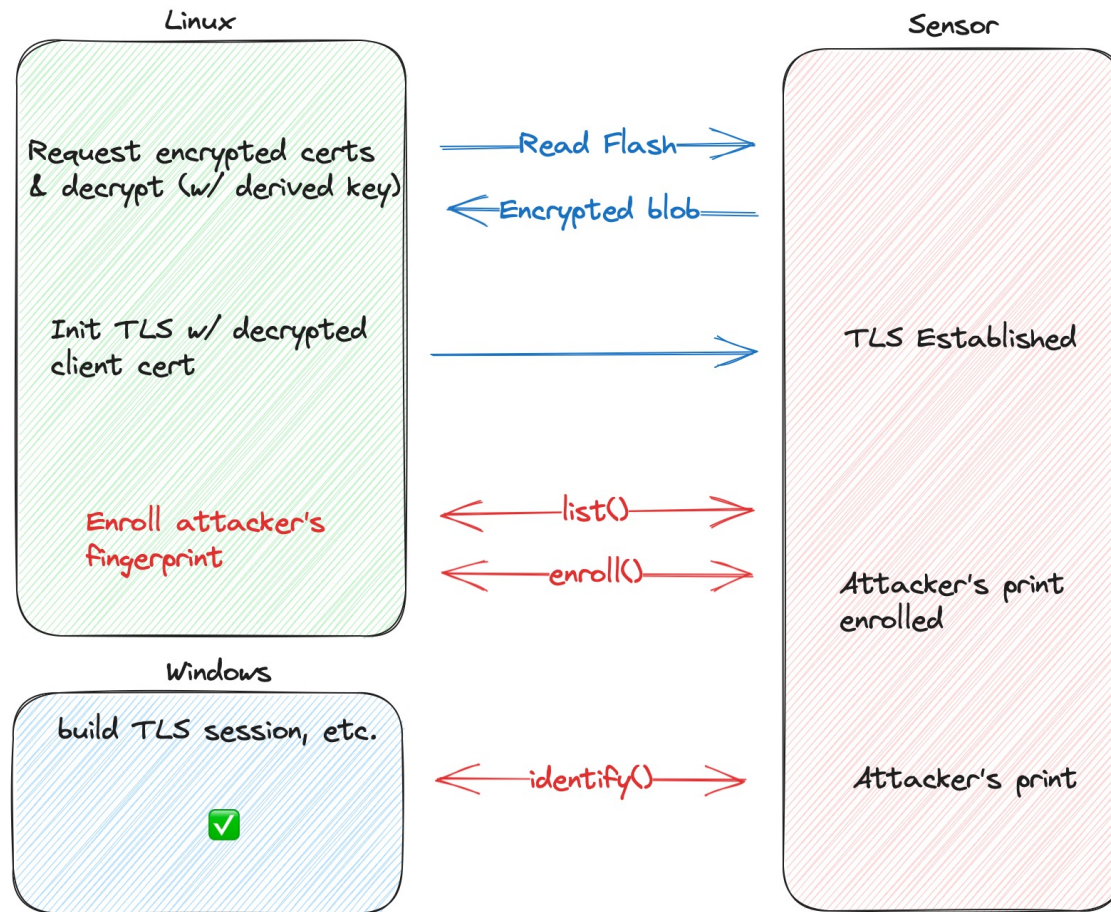 Linux
Sensor
Request encrypted certs
& decrypt (w/ derived key)
Read Flash
Encrypted blob
Init TLS w/ decrypted
client cert
TLS Established
Enroll attacker's
fingerprint
list()
enroll()
Attacker's print
enrolled
Windows
build TLS session, etc.
identify()
Attacker's print